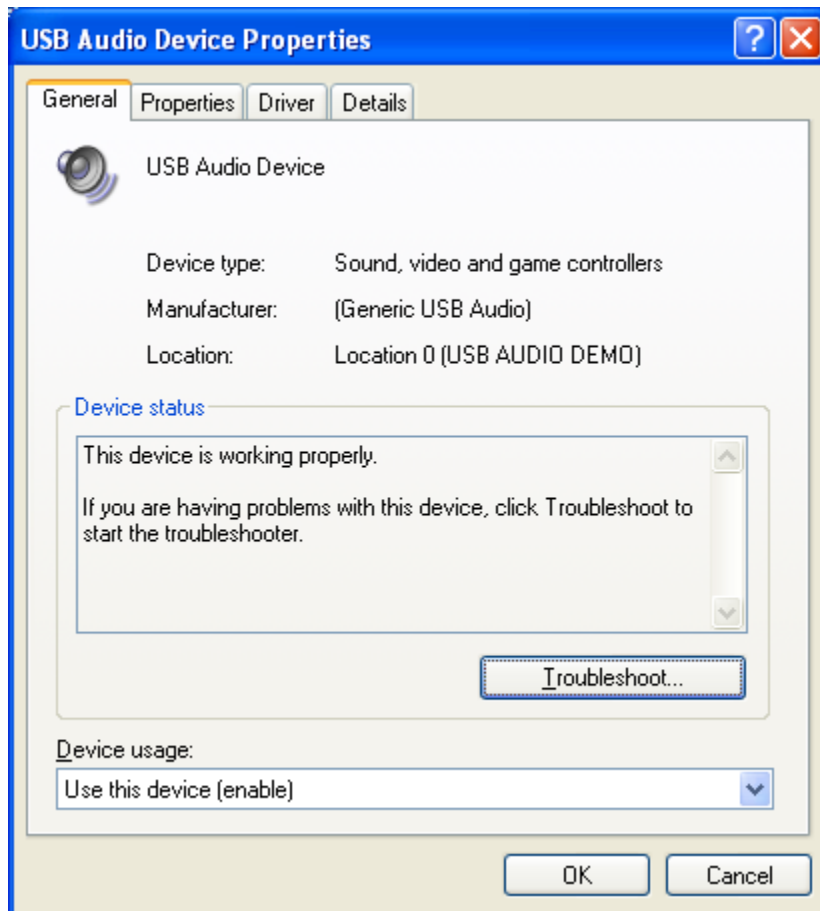 USB Audio Device Properties
General Properties Driver Details
USB Audio Device
Device type: Sound, video and game controllers
Manufacturer: (Generic USB Audio)
Location: Location 0 (USB AUDIO DEMO)
Device status
This device is working properly.
If you are having problems with this device, click Troubleshoot to
start the troubleshooter.
Troubleshoot...
Device usage:
Use this device (enable)
OK Cancel